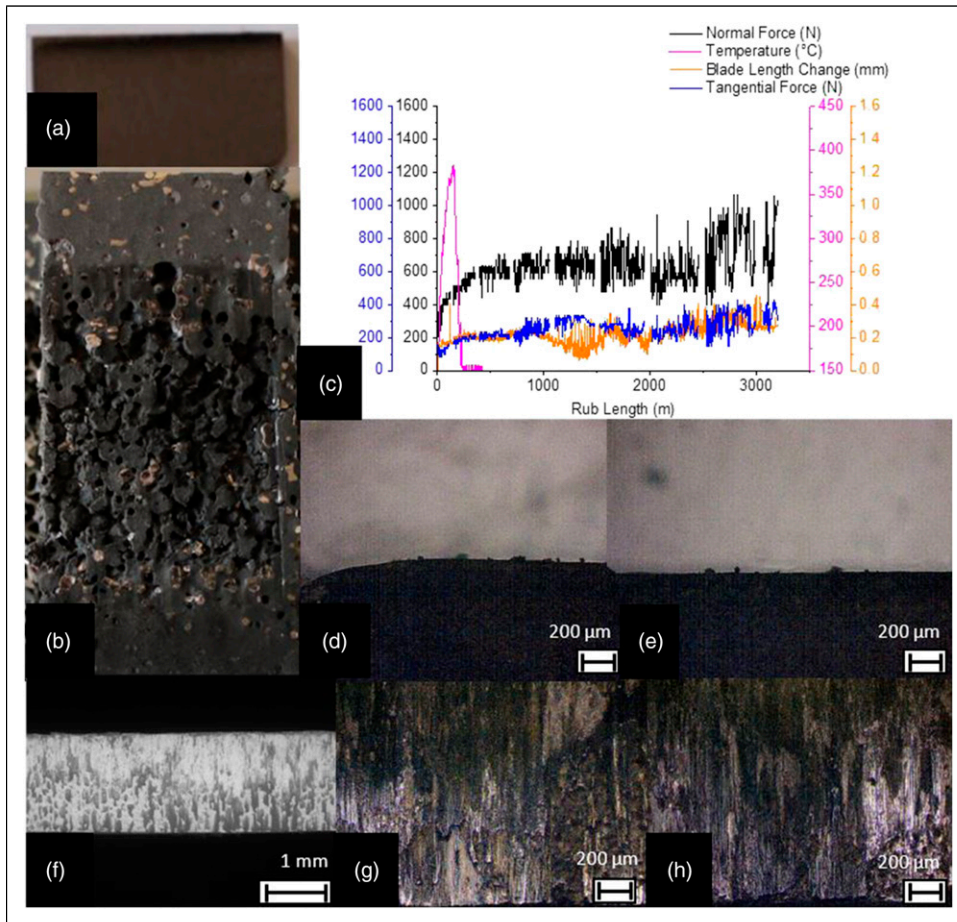 (a)
Normal Force (N)
Temperature (°C)
Blade Length Change (mm)
Tangential Force (N)
1600 1600 450 1.6
1400 1400 400 1.4
1200 1200 350 1.2
1000 1000 300 1.0
800 800 0.8
600 600 250 0.6
400 400 200 0.4
200 200 0.2
0 0 150 0.0
0 1000 2000 3000
Rub Length (m)
(c)
(b)
(d)
200 µm
(e)
200 µm
(f)
1 mm
(g)
200 µm
(h)
200 µm